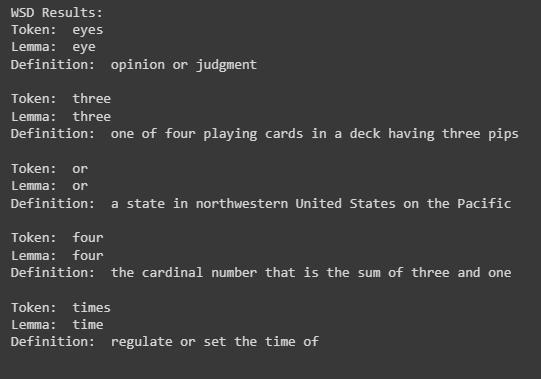 WSD Results:
Token:  eyes
Lemma:  eye
Definition:  opinion or judgment
Token:  three
Lemma:  three
Definition:  one of four playing cards in a deck having three pips
Token:  or
Lemma:  or
Definition:  a state in northwestern United States on the Pacific
Token:  four
Lemma:  four
Definition:  the cardinal number that is the sum of three and one
Token:  times
Lemma:  time
Definition:  regulate or set the time of